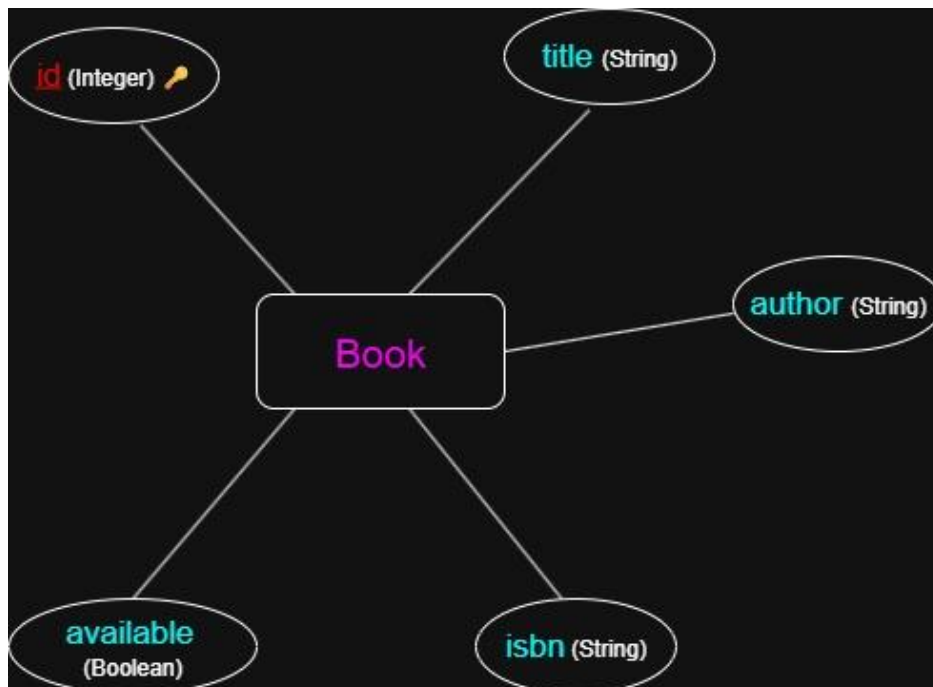 id (Integer)
title (String)
author (String)
Book
available
(Boolean)
isbn (String)